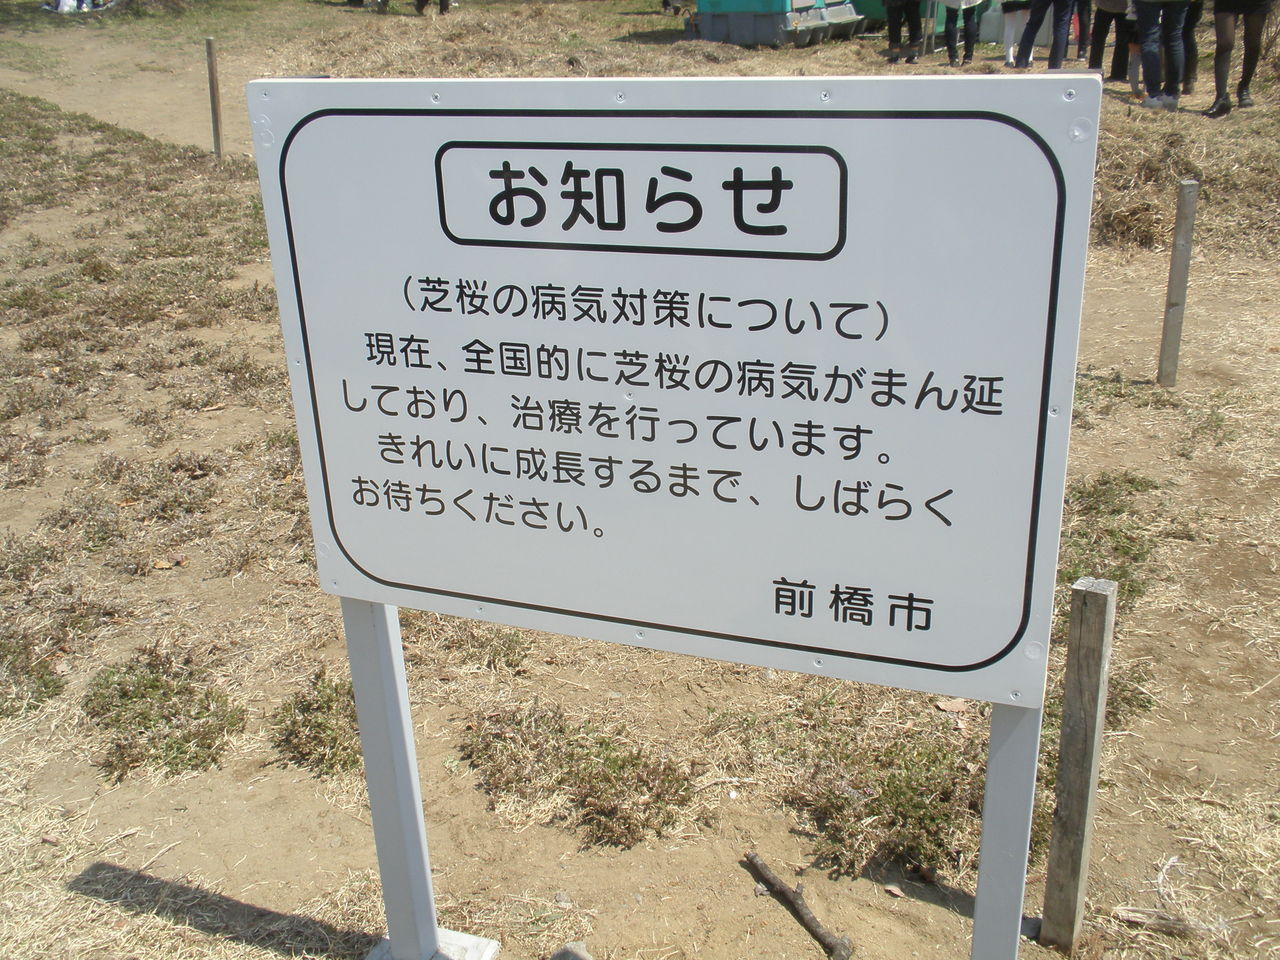 お知らせ
（芝桜の病気対策について）
現在、全国的に芝桜の病気がまん延
しており、治療を行っています。
きれいに成長するまで、しばらく
お待ちください。
前橋市